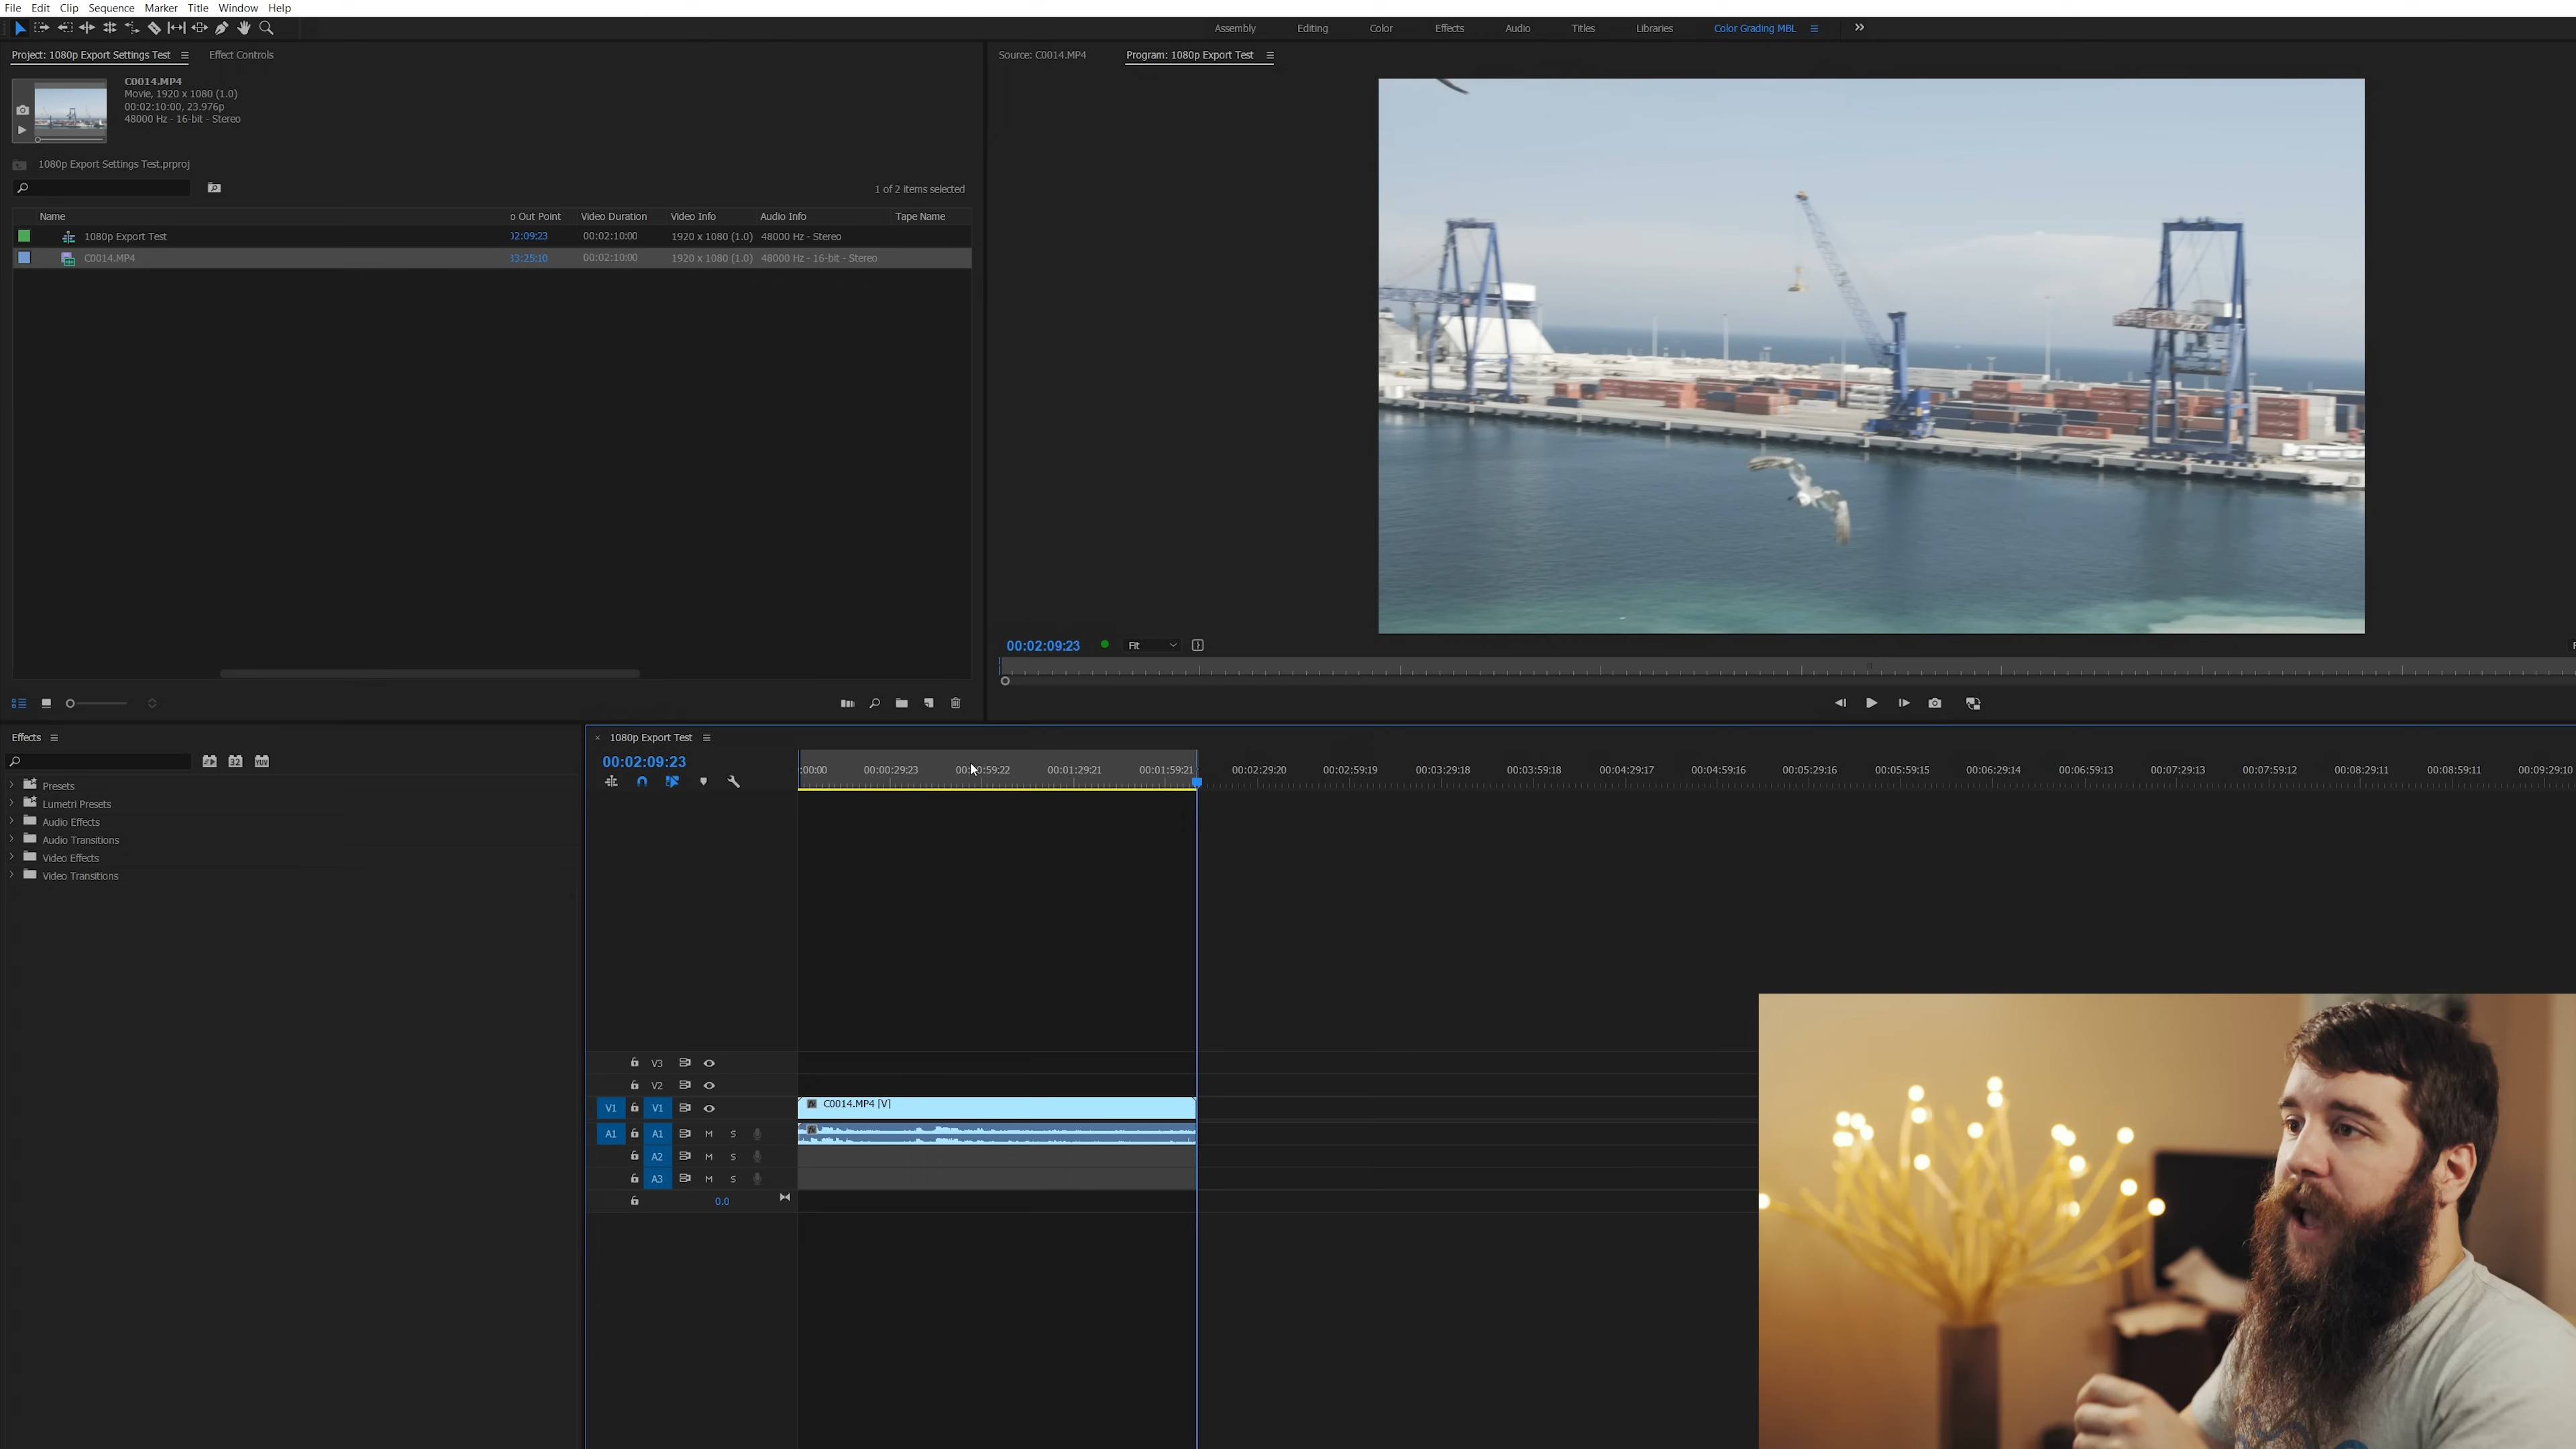 File Edit Clip Sequence Marker Title Window Help
Assembly Editing Color Effects Audio Titles Libraries Color Grading MBL
Project: 1080p Export Settings Test Effect Controls
Source: C0014.MP4 Program: 1080p Export Test
C0014.MP4
Movie, 1920 x 1080 (1.0)
00:02:10:00, 23.976p
48000 Hz - 16-bit - Stereo
1080p Export Settings Test.prproj
1 of 2 items selected
Name o Out Point Video Duration Video Info Audio Info Tape Name
1080p Export Test 02:09:23 00:02:10:00 1920 x 1080 (1.0) 48000 Hz - Stereo
C0014.MP4 33:25:10 00:02:10:00 1920 x 1080 (1.0) 48000 Hz - 16-bit - Stereo
00:02:09:23 Fit
Effects
32 YUV
Presets
Lumetri Presets
Audio Effects
Audio Transitions
Video Effects
Video Transitions
× 1080p Export Test
00:02:09:23
:00:00 00:00:29:23 00:00:59:22 00:01:29:21 00:01:59:21 00:02:29:20 00:02:59:19 00:03:29:18 00:03:59:18 00:04:29:17 00:04:59:16 00:05:29:16 00:05:59:15 00:06:29:14 00:06:59:13 00:07:29:13 00:07:59:12 00:08:29:11 00:08:59:11 00:09:29:10
V3
V2
V1 V1 C0014.MP4 [V]
A1 A1 M S
A2 M S
A3 M S
0.0